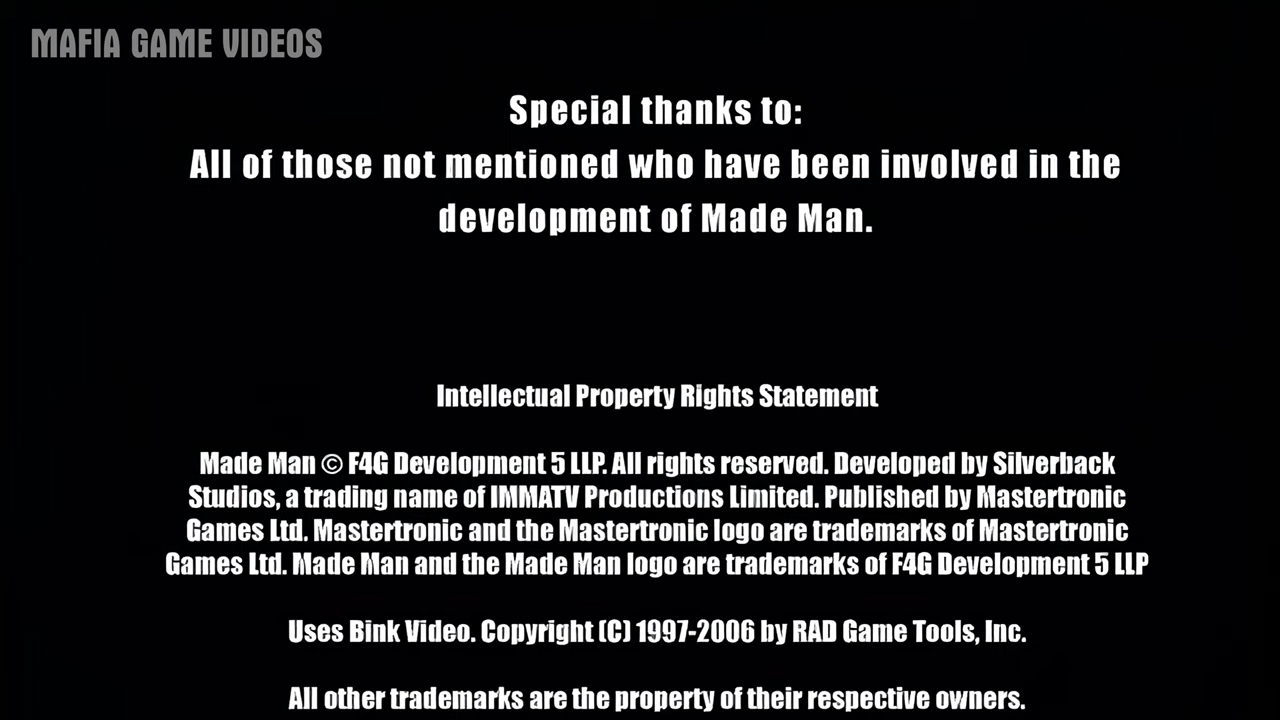 MAFIA GAME VIDEOS
Special thanks to:
All of those not mentioned who have been involved in the
development of Made Man.
Intellectual Property Rights Statement
Made Man © F4G Development 5 LLP. All rights reserved. Developed by Silverback
Studios, a trading name of IMMATV Productions Limited. Published by Mastertronic
Games Ltd. Mastertronic and the Mastertronic logo are trademarks of Mastertronic
Games Ltd. Made Man and the Made Man logo are trademarks of F4G Development 5 LLP
Uses Bink Video. Copyright (C) 1997-2006 by RAD Game Tools, Inc.
All other trademarks are the property of their respective owners.